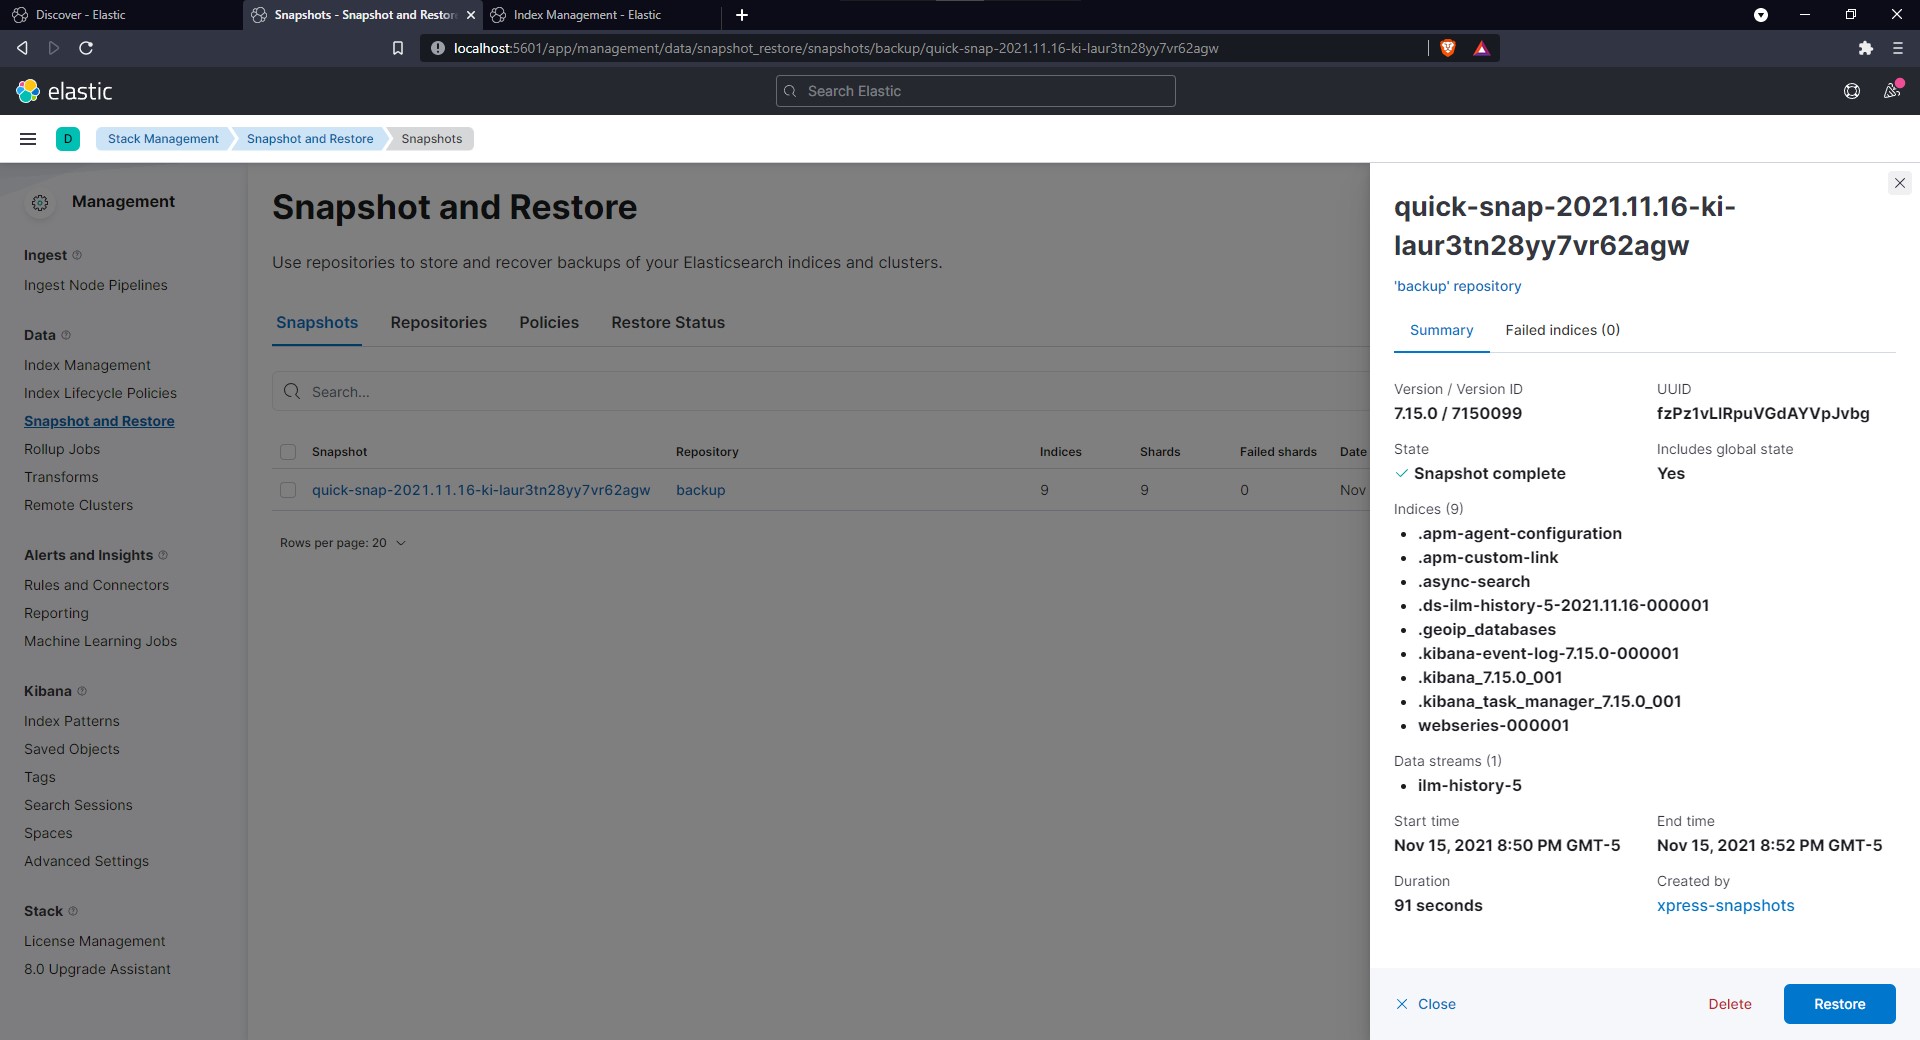 Discover - Elastic
Snapshots - Snapshot and Restor
Index Management - Elastic
localhost:5601/app/management/data/snapshot_restore/snapshots/backup/quick-snap-2021.11.16-ki-laur3tn28yy7vr62agw
elastic
Search Elastic
D
Stack Management
Snapshot and Restore
Snapshots
Management
Ingest
Ingest Node Pipelines
Data
Index Management
Index Lifecycle Policies
Snapshot and Restore
Rollup Jobs
Transforms
Remote Clusters
Alerts and Insights
Rules and Connectors
Reporting
Machine Learning Jobs
Kibana
Index Patterns
Saved Objects
Tags
Search Sessions
Spaces
Advanced Settings
Stack
License Management
8.0 Upgrade Assistant
Snapshot and Restore
Use repositories to store and recover backups of your Elasticsearch indices and clusters.
Snapshots Repositories Policies Restore Status
Search...
Snapshot Repository Indices Shards Failed shards Date
quick-snap-2021.11.16-ki-laur3tn28yy7vr62agw backup 9 9 0 Nov
Rows per page: 20
quick-snap-2021.11.16-ki-
laur3tn28yy7vr62agw
'backup' repository
Summary Failed indices (0)
Version / Version ID UUID
7.15.0 / 7150099 fzPz1vLIRpuVGdAYVpJvbg
State Includes global state
Snapshot complete Yes
Indices (9)
• .apm-agent-configuration
• .apm-custom-link
• .async-search
• .ds-ilm-history-5-2021.11.16-000001
• .geoip_databases
• .kibana-event-log-7.15.0-000001
• .kibana_7.15.0_001
• .kibana_task_manager_7.15.0_001
• webseries-000001
Data streams (1)
• ilm-history-5
Start time End time
Nov 15, 2021 8:50 PM GMT-5 Nov 15, 2021 8:52 PM GMT-5
Duration Created by
91 seconds xpress-snapshots
Close Delete Restore